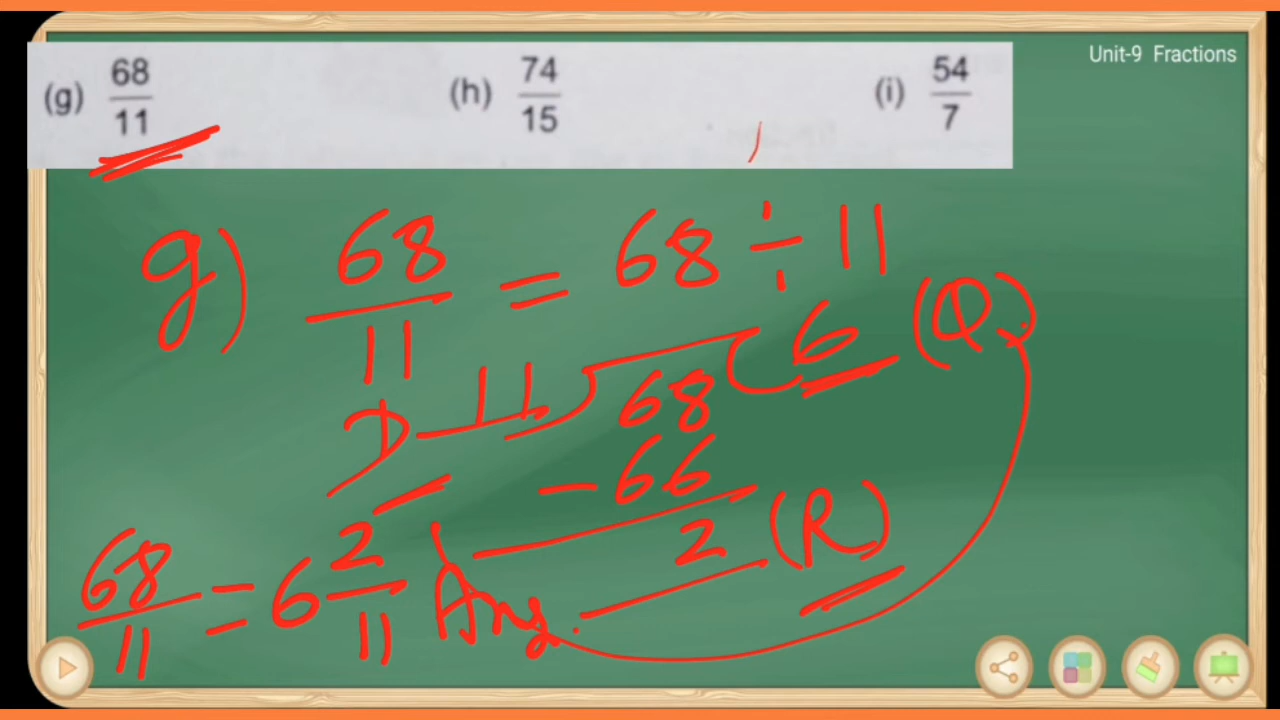 Unit-9 Fractions
(g) 68/11 (h) 74/15 (i) 54/7
g) 68/11 = 68 ÷ 11
6 (Q)
D 11 68
- 66
2 (R)
68/11 = 6 2/11 Ans.